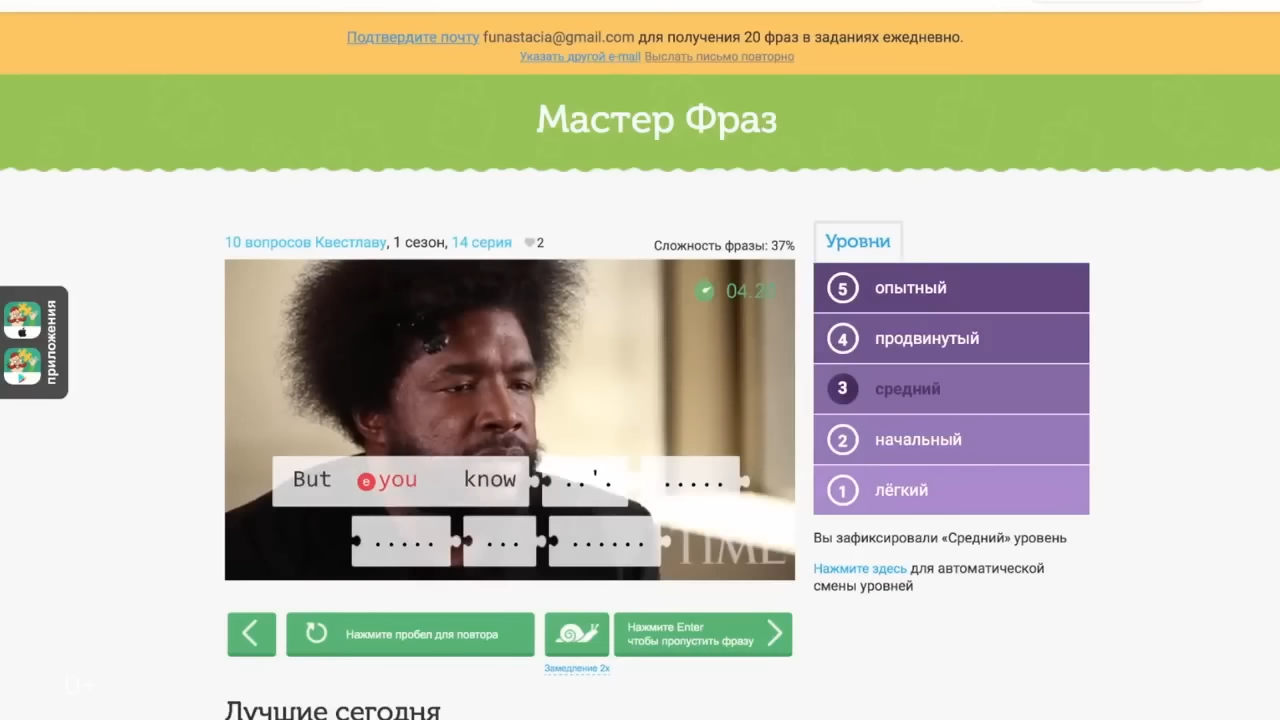 Подтвердите почту funastacia@gmail.com для получения 20 фраз в заданиях ежедневно.
Указать другой e-mail Выслать письмо повторно
Мастер Фраз
10 вопросов Квестлаву, 1 сезон, 14 серия 2
Сложность фразы: 37%
приложения
But e you know ..'. .....
..... ... ......
TIME
Нажмите пробел для повтора
Нажмите Enter
чтобы пропустить фразу
Замедление 2x
Уровни
5 опытный
4 продвинутый
3 средний
2 начальный
1 лёгкий
Вы зафиксировали «Средний» уровень
Нажмите здесь для автоматической
смены уровней
Лучшие сегодня